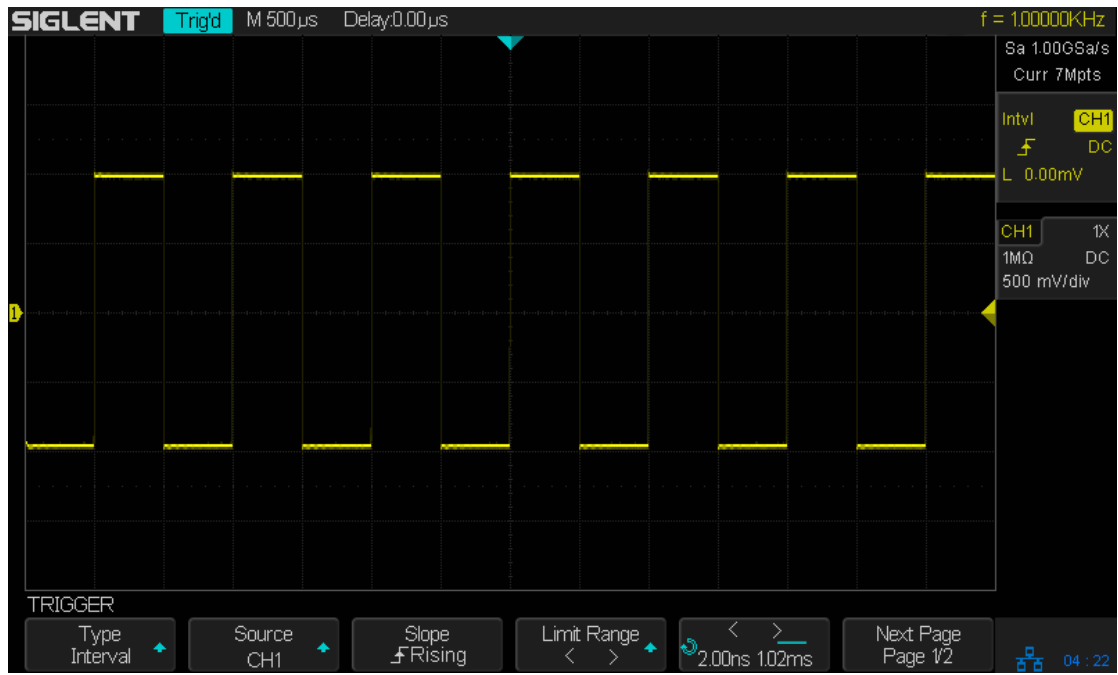 SIGLENT Trig'd M 500µs Delay:0.00µs f = 1.00000KHz
Sa 1.00GSa/s
Curr 7Mpts
Intvl CH1
DC
L 0.00mV
CH1 1X
1MΩ DC
500 mV/div
1
TRIGGER
Type
Interval
Source
CH1
Slope
Rising
Limit Range
< >
< >
2.00ns 1.02ms
Next Page
Page 1/2
04 : 22